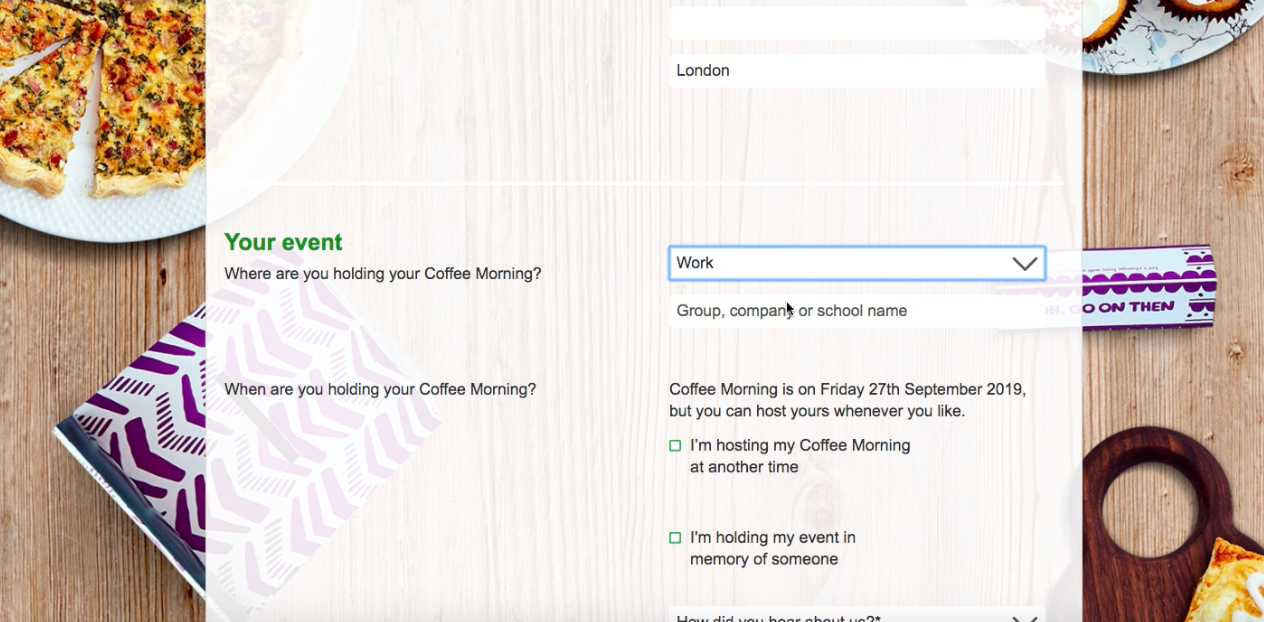 London
Your event
Work
Where are you holding your Coffee Morning?
Group, company or school name
OH. GO ON THEN
When are you holding your Coffee Morning?
Coffee Morning is on Friday 27th September 2019,
but you can host yours whenever you like.
I'm hosting my Coffee Morning
at another time
I'm holding my event in
memory of someone
How did you hear about us?*